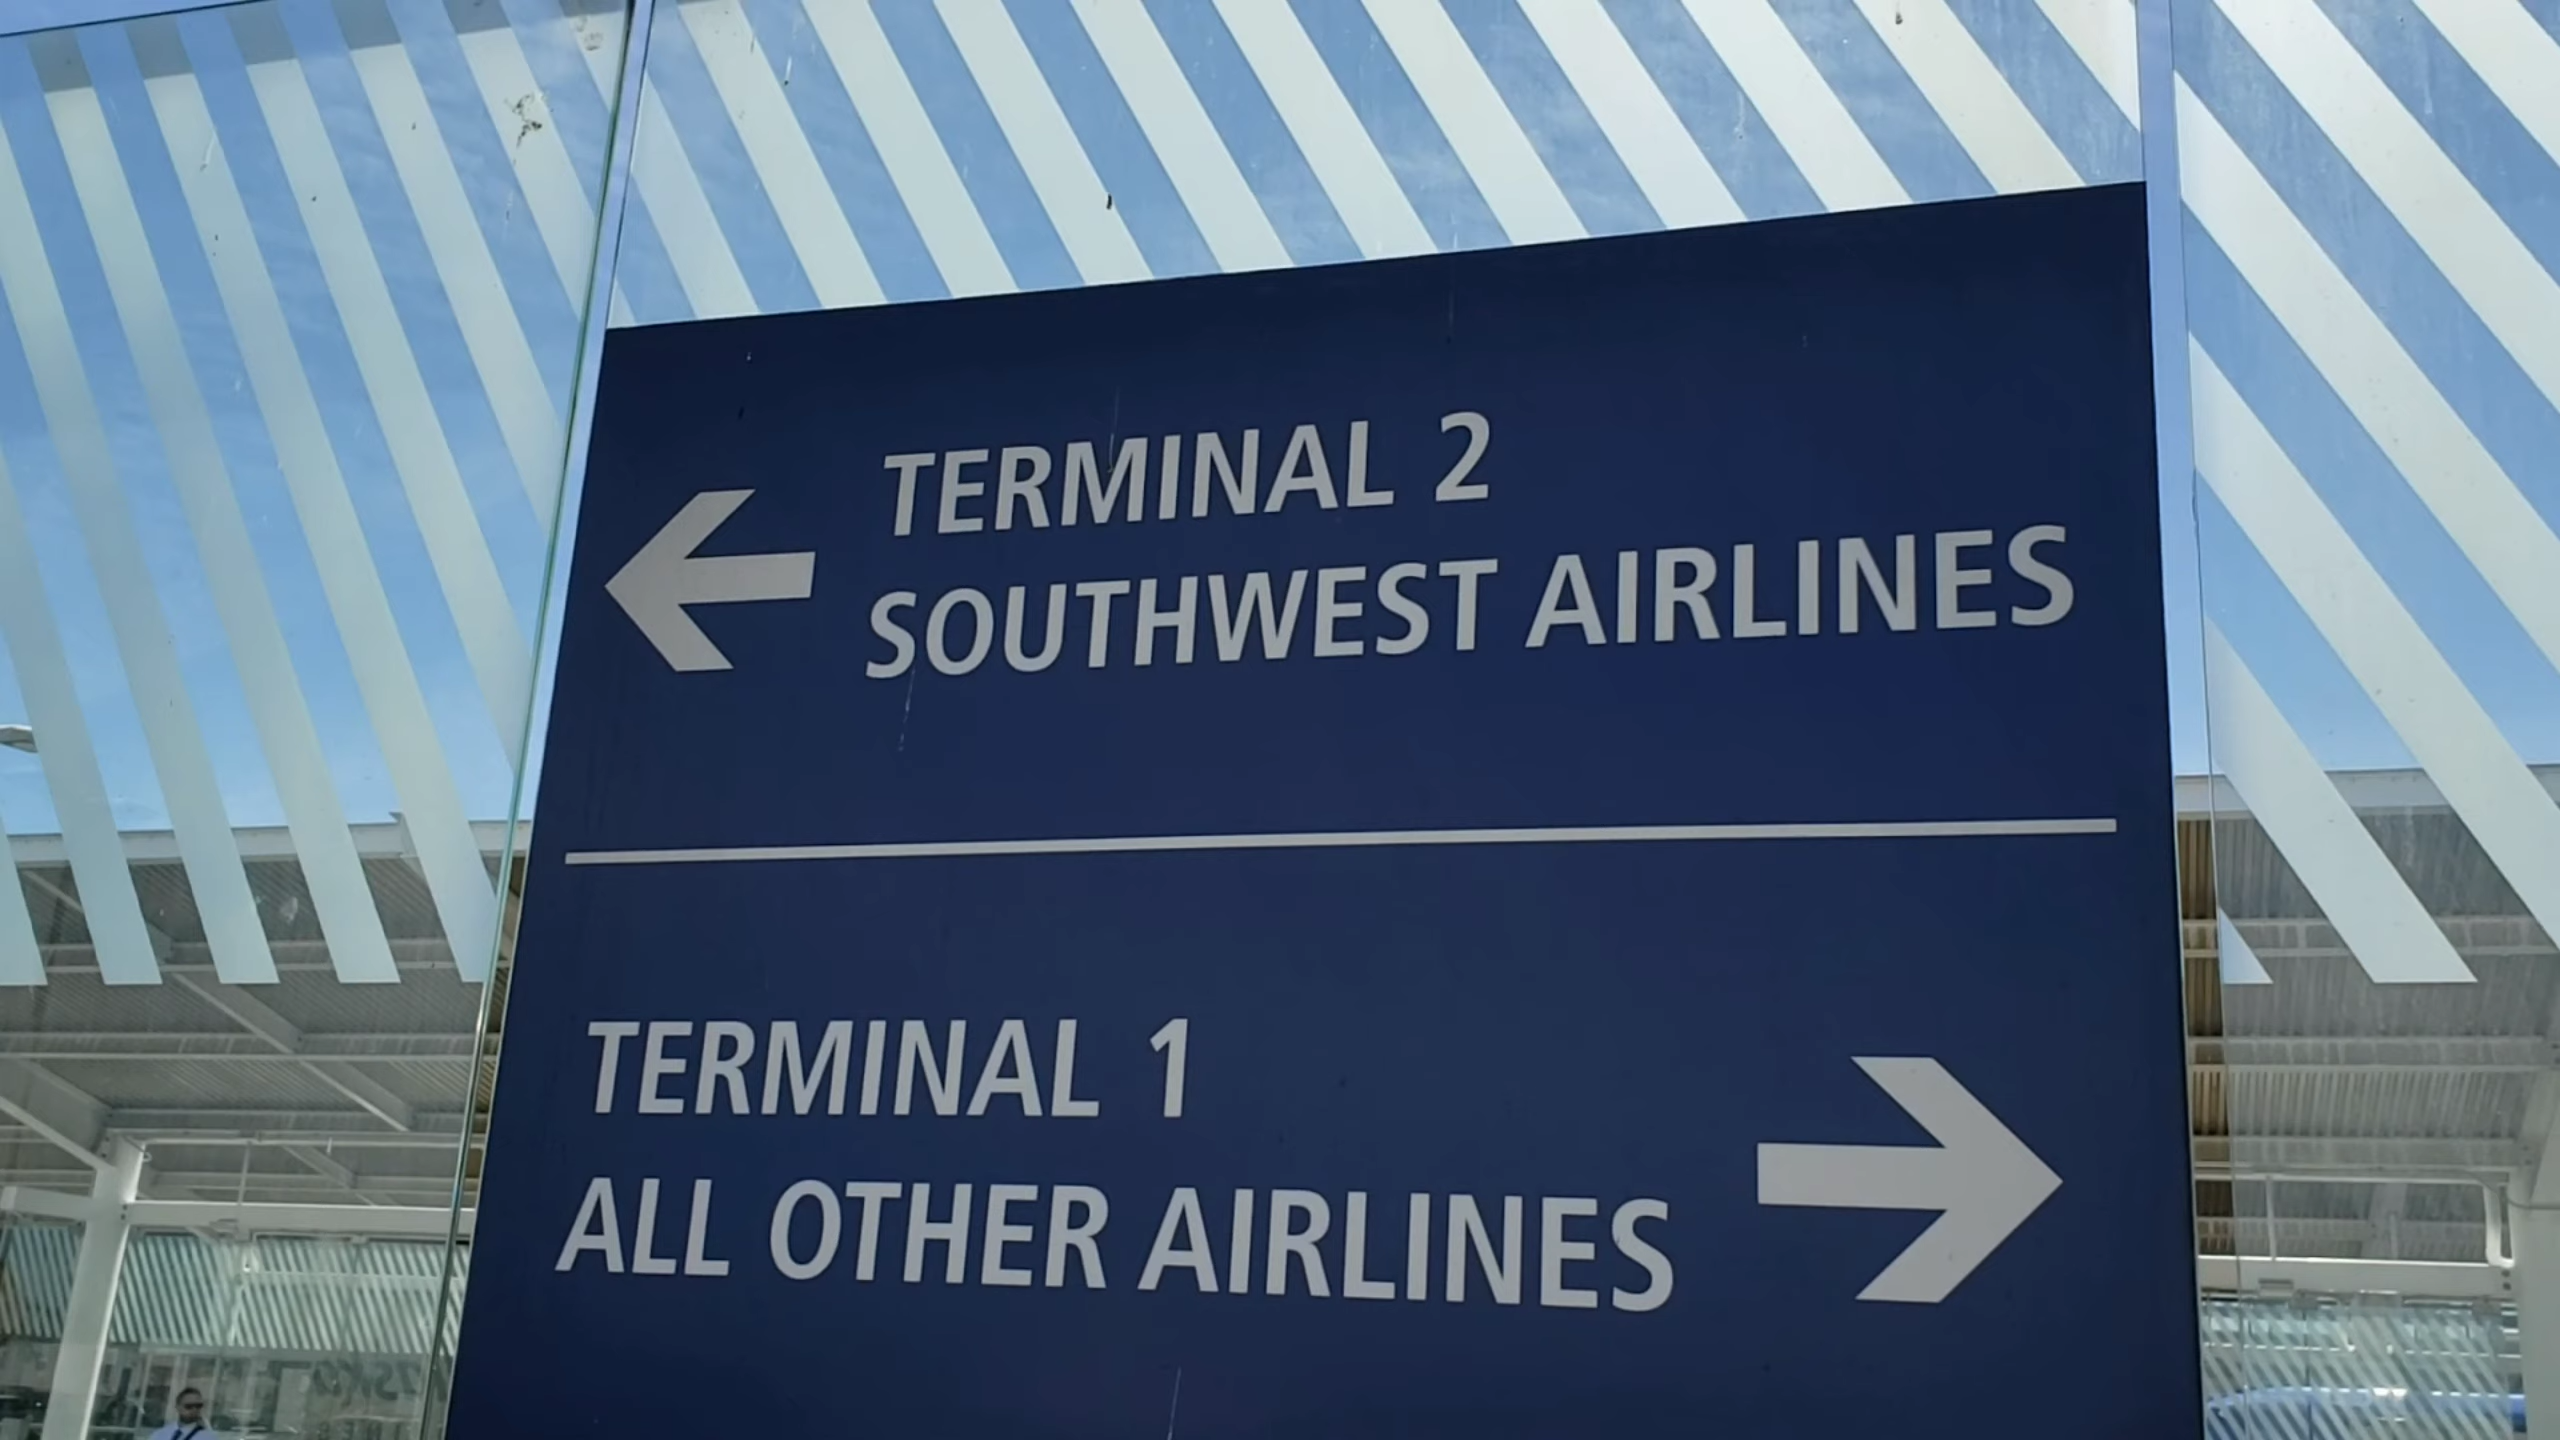 TERMINAL 2
SOUTHWEST AIRLINES
TERMINAL 1
ALL OTHER AIRLINES